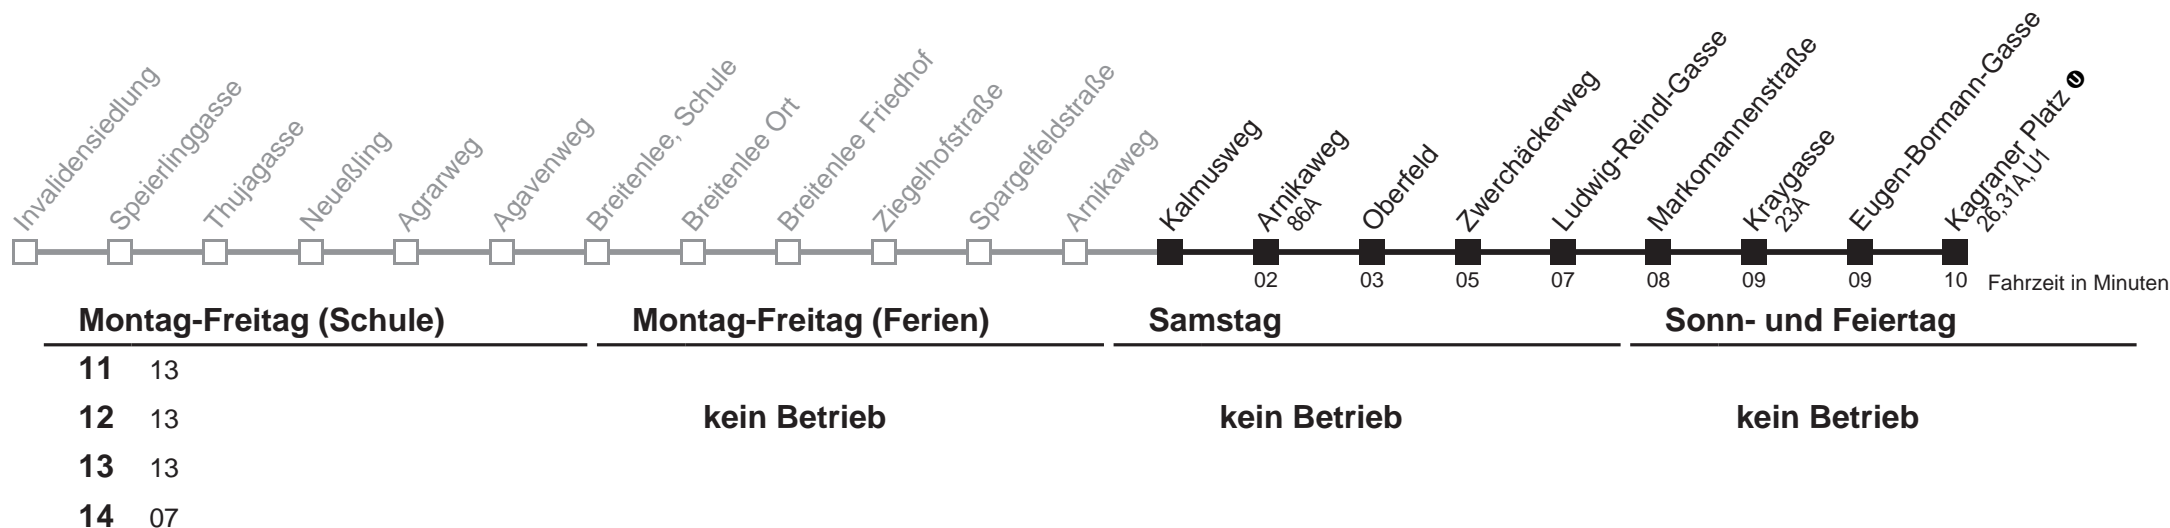 Invalidensiedlung
Speierlinggasse
Thujagasse
Neueßling
Agrarweg
Agavenweg
Breitenlee, Schule
Breitenlee Ort
Breitenlee Friedhof
Ziegelhofstraße
Spargelfeldstraße
Arnikaweg
Kalmusweg
Arnikaweg
86A
Oberfeld
Zwerchäckerweg
Ludwig-Reindl-Gasse
Markomannenstraße
Kraygasse
23A
Eugen-Bormann-Gasse
Kagraner Platz U
26,31A,U1
02 03 05 07 08 09 09 10 Fahrzeit in Minuten
Montag-Freitag (Schule) Montag-Freitag (Ferien) Samstag Sonn- und Feiertag
11 13
12 13 kein Betrieb kein Betrieb kein Betrieb
13 13
14 07